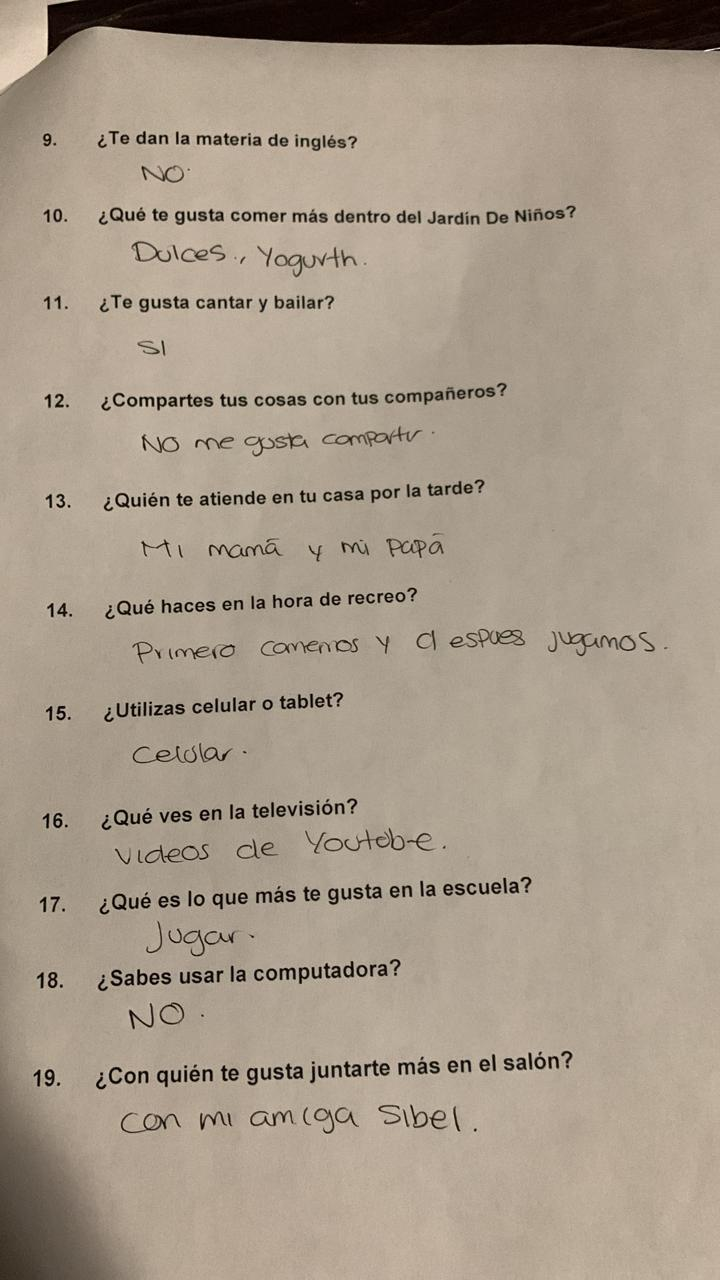 9. ¿Te dan la materia de inglés?
NO.
10. ¿Qué te gusta comer más dentro del Jardín De Niños?
Dulces., Yogurth.
11. ¿Te gusta cantar y bailar?
SI
12. ¿Compartes tus cosas con tus compañeros?
NO me gusta compartir.
13. ¿Quién te atiende en tu casa por la tarde?
Mi mamá y mi papá
14. ¿Qué haces en la hora de recreo?
Primero comemos y despues jugamos.
15. ¿Utilizas celular o tablet?
Celular.
16. ¿Qué ves en la televisión?
Videos de Youtobe.
17. ¿Qué es lo que más te gusta en la escuela?
Jugar.
18. ¿Sabes usar la computadora?
NO.
19. ¿Con quién te gusta juntarte más en el salón?
Con mi amiga Sibel.